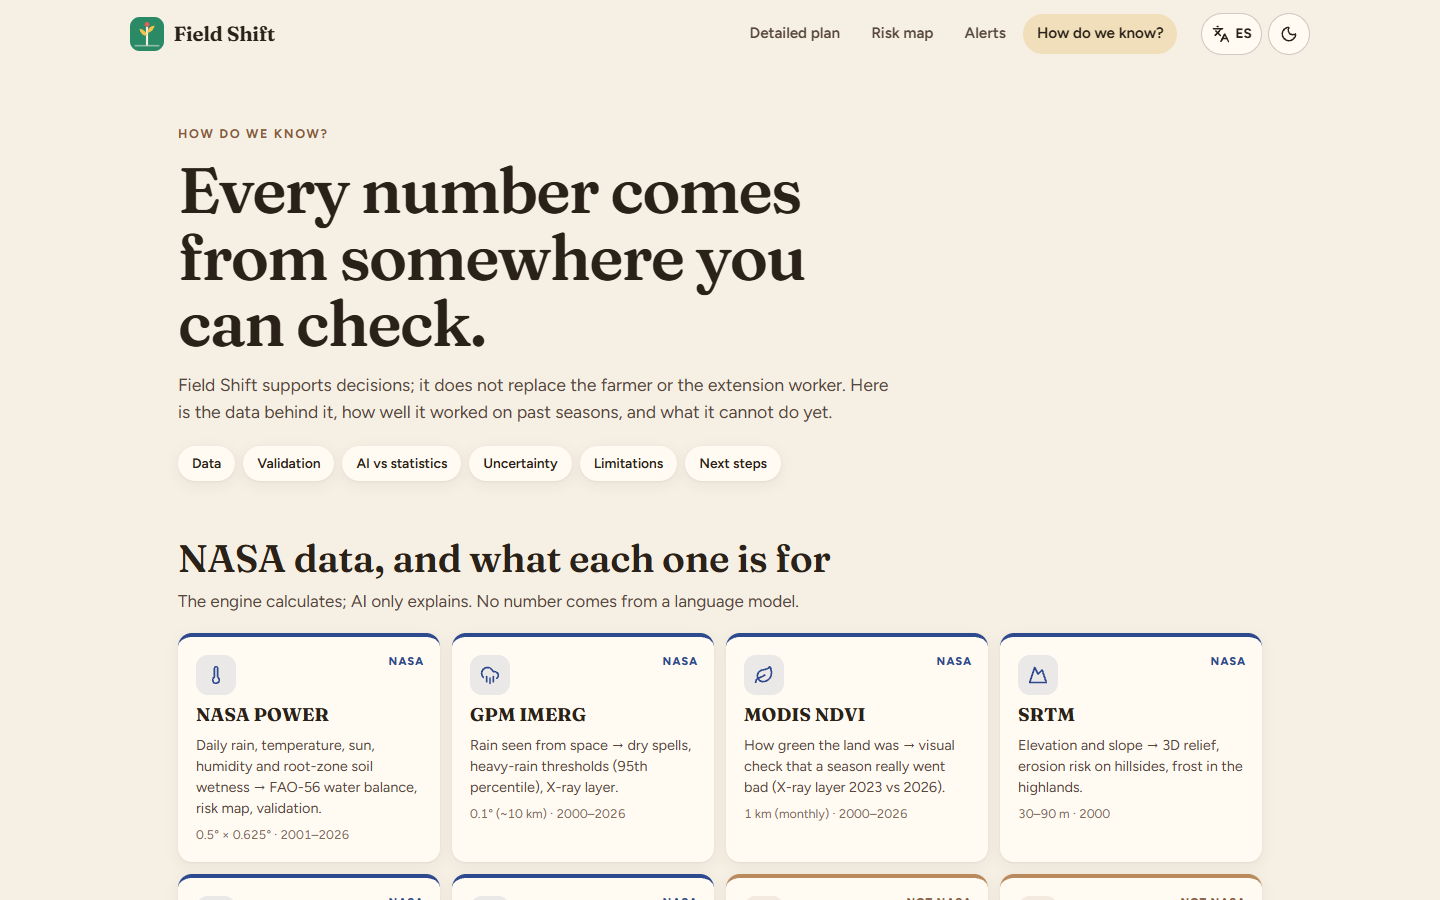 Field Shift
Detailed plan
Risk map
Alerts
How do we know?
ES
HOW DO WE KNOW?
Every number comes
from somewhere you
can check.
Field Shift supports decisions; it does not replace the farmer or the extension worker. Here
is the data behind it, how well it worked on past seasons, and what it cannot do yet.
Data
Validation
AI vs statistics
Uncertainty
Limitations
Next steps
NASA data, and what each one is for
The engine calculates; AI only explains. No number comes from a language model.
NASA
NASA POWER
Daily rain, temperature, sun,
humidity and root-zone soil
wetness → FAO-56 water balance,
risk map, validation.
0.5° × 0.625° · 2001–2026
NASA
GPM IMERG
Rain seen from space → dry spells,
heavy-rain thresholds (95th
percentile), X-ray layer.
0.1° (~10 km) · 2000–2026
NASA
MODIS NDVI
How green the land was → visual
check that a season really went
bad (X-ray layer 2023 vs 2026).
1 km (monthly) · 2000–2026
NASA
SRTM
Elevation and slope → 3D relief,
erosion risk on hillsides, frost in the
highlands.
30–90 m · 2000
NASA
NASA
NOT NASA
NOT NASA